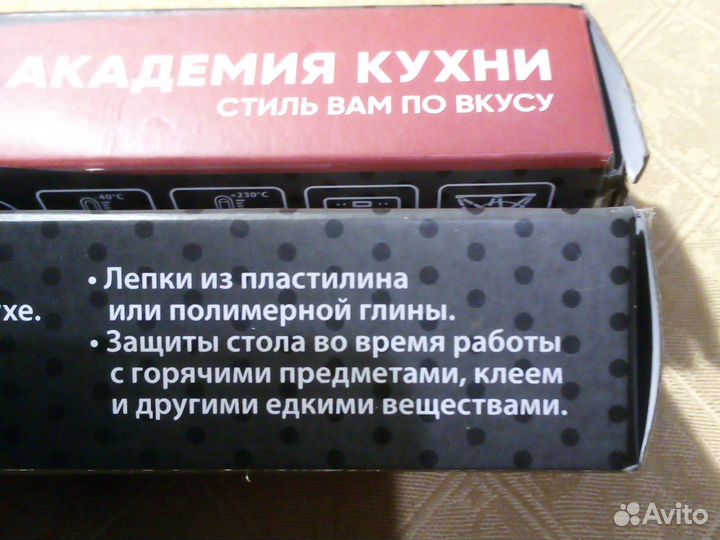 АКАДЕМИЯ КУХНИ
СТИЛЬ ВАМ ПО ВКУСУ
40°C
+230°C
• Лепки из пластилина
или полимерной глины.
• Защиты стола во время работы
с горячими предметами, клеем
и другими едкими веществами.
Avito